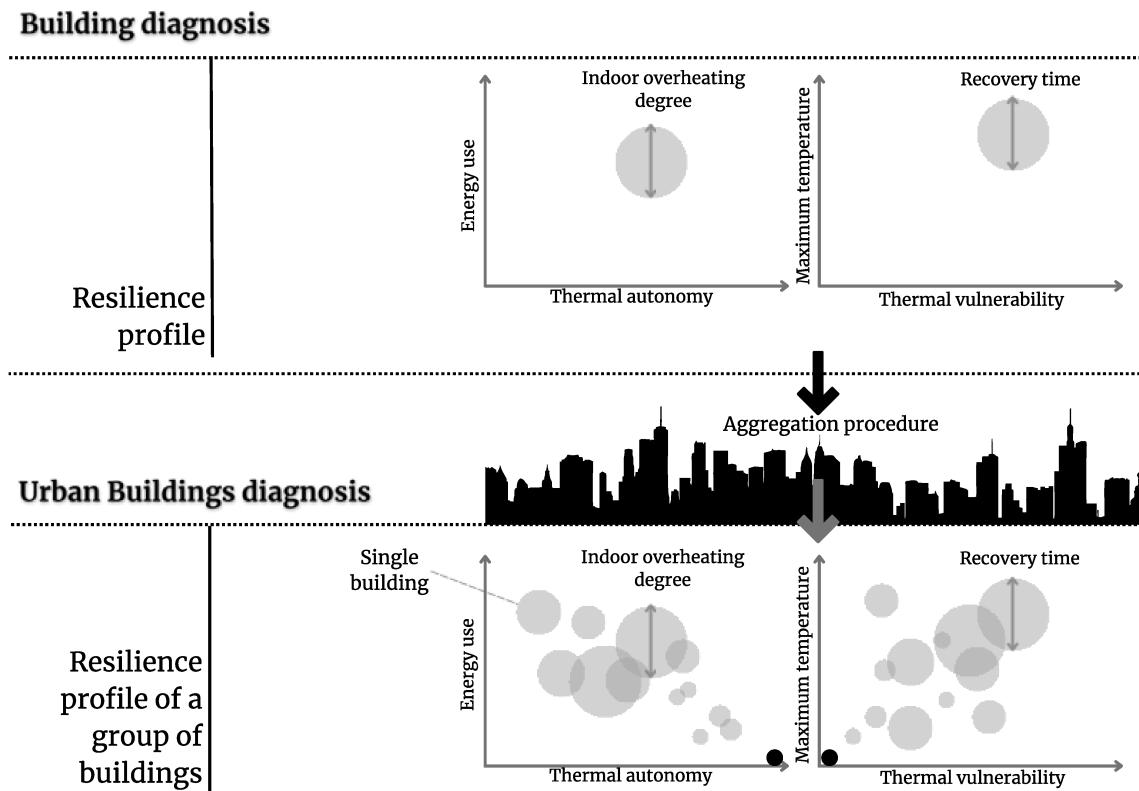 Building diagnosis
Resilience
profile
Indoor overheating
degree
Energy use
Thermal autonomy
Recovery time
Maximum temperature
Thermal vulnerability
Aggregation procedure
Urban Buildings diagnosis
Resilience
profile of a
group of
buildings
Single
building
Indoor overheating
degree
Energy use
Thermal autonomy
Recovery time
Maximum temperature
Thermal vulnerability